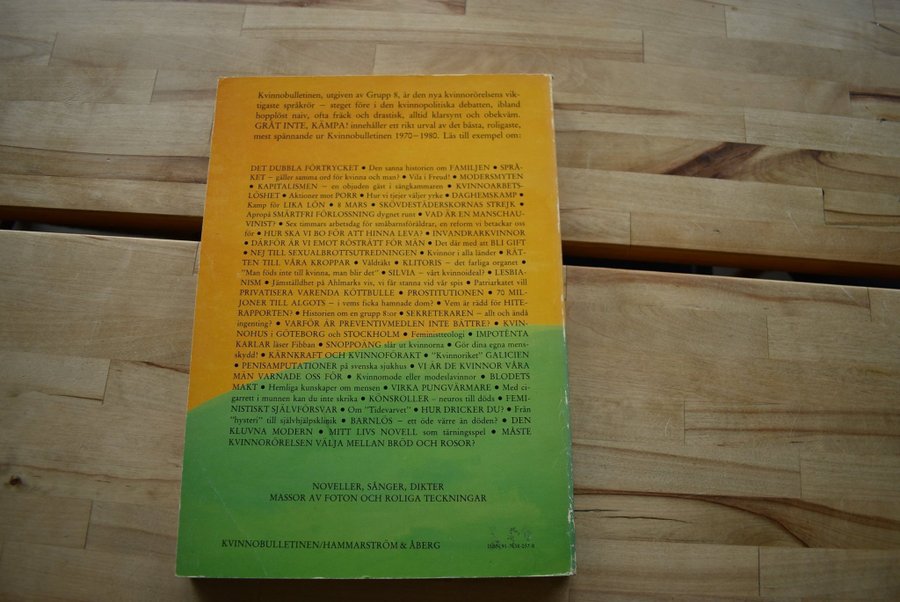 Kvinnobulletinen, utgiven av Grupp 8, är den nya kvinnorörelsens vik-
tigaste språkrör – steget före i den kvinnopolitiska debatten, ibland
hopplöst naiv, ofta fräck och drastisk, alltid klarsynt och obekväm.
GRÅT INTE, KÄMPA! innehåller ett rikt urval av det bästa, roligaste,
mest spännande ur Kvinnobulletinen 1970–1980. Läs till exempel om:
DET DUBBLA FÖRTRYCKET • Den sanna historien om FAMILJEN • SPRÅ-
KET – gäller samma ord för kvinna och man? • Vila i Freud! • MODERSMYTEN
• KAPITALISMEN – en objuden gäst i sängkammaren • KVINNOARBETS-
LÖSHET • Aktioner mot PORR • Hur vi tjejer väljer yrke • DAGHEMSKAMP •
Kamp för LIKA LÖN • 8 MARS • SKÖVDESTÄDERSKORNAS STREJK •
Apropå SMÄRTFRI FÖRLOSSNING dygnet runt • VAD ÄR EN MANSCHAU-
VINIST? • Sex timmars arbetsdag för småbarnsföräldrar, en reform vi betackar oss
för • HUR SKA VI BO FÖR ATT HINNA LEVA? • INVANDRARKVINNOR
• DÄRFÖR ÄR VI EMOT RÖSTRÄTT FÖR MÄN • Det där med att BLI GIFT
• NEJ TILL SEXUALBROTTSUTREDNINGEN • Kvinnor i alla länder • RÄT-
TEN TILL VÅRA KROPPAR • Våldtäkt • KLITORIS – det farliga organet •
"Man föds inte till kvinna, man blir det" • SILVIA – vårt kvinnoideal? • LESBIA-
NISM • Jämställdhet på Ahlmarks vis, vi får stanna vid vår spis • Patriarkatet vill
PRIVATISERA VARENDA KÖTTBULLE • PROSTITUTIONEN • 70 MIL-
JONER TILL ALGOTS – i vems ficka hamnade dom? • Vem är rädd för HITE-
RAPPORTEN? • Historien om en grupp 8:or • SEKRETERAREN – allt och ändå
ingenting? • VARFÖR ÄR PREVENTIVMEDLEN INTE BÄTTRE? • KVIN-
NOHUS i GÖTEBORG och STOCKHOLM • Feministteologi • IMPOTENTA
KARLAR läser Fibban • SNOPPOANG slår ut kvinnorna • Gör dina egna mens-
skydd! • KÄRNKRAFT OCH KVINNOFÖRAKT • "Kvinnoriket" GALICIEN
• PENISAMPUTATIONER på svenska sjukhus • VI ÄR DE KVINNOR VÅRA
MÄN VARNADE OSS FÖR • Kvinnomode eller modeslavinnor • BLODETS
MAKT • Hemliga kunskaper om mensen • VIRKA PUNGVÄRMARE • Med ci-
garrett i munnen kan du inte skrika • KÖNSROLLER – neuros till döds • FEMI-
NISTISKT SJÄLVFÖRSVAR • Om "Tidevarvet" • HUR DRICKER DU? • Från
"hysteri" till självhjälpsklinik • BARNLÖS – ett öde värre än döden? • DEN
KLUVNA MODERN • MITT LIVS NOVELL som tärningsspel • MÅSTE
KVINNORÖRELSEN VÄLJA MELLAN BRÖD OCH ROSOR?
NOVELLER, SÅNGER, DIKTER
MASSOR AV FOTON OCH ROLIGA TECKNINGAR
KVINNOBULLETINEN/HAMMARSTRÖM & ÅBERG
ISBN